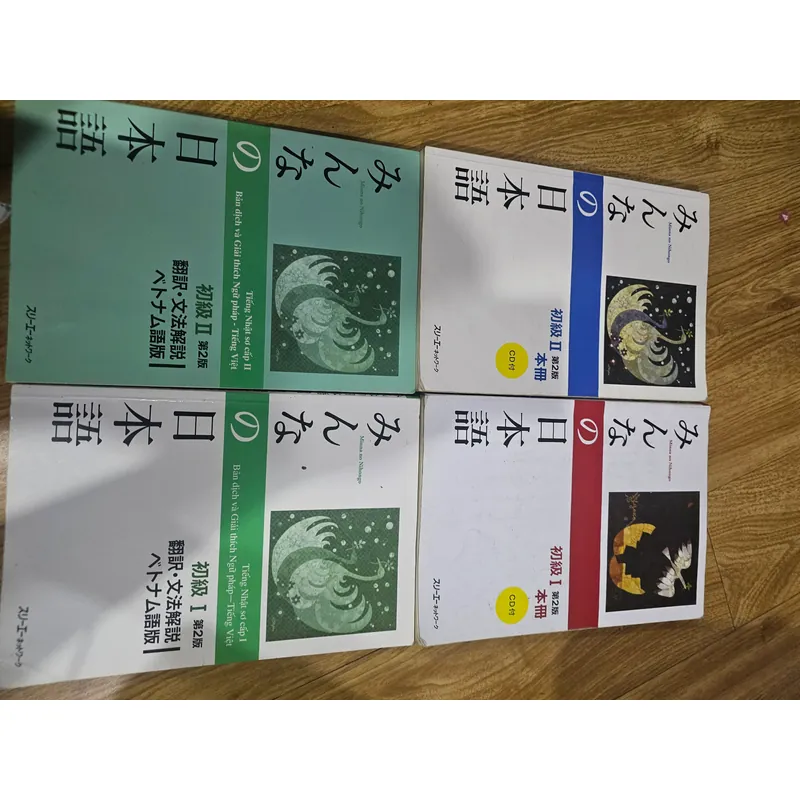 みんな
Minna no Nihongo
の
日本語
Tiếng Nhật sơ cấp II
Bản dịch và Giải thích Ngữ pháp - Tiếng Việt
初級 II 第2版
翻訳・文法解説
ベトナム語版
スリーエーネットワーク
みんな
Minna no Nihongo
の
日本語
初級 II 第2版
本冊
CD付
スリーエーネットワーク
みんな
Minna no Nihongo
の
日本語
Tiếng Nhật sơ cấp I
Bản dịch và Giải thích Ngữ pháp—Tiếng Việt
初級 I 第2版
翻訳・文法解説
ベトナム語版
スリーエーネットワーク
みんな
Minna no Nihongo
の
日本語
初級 I 第2版
本冊
CD付
スリーエーネットワーク